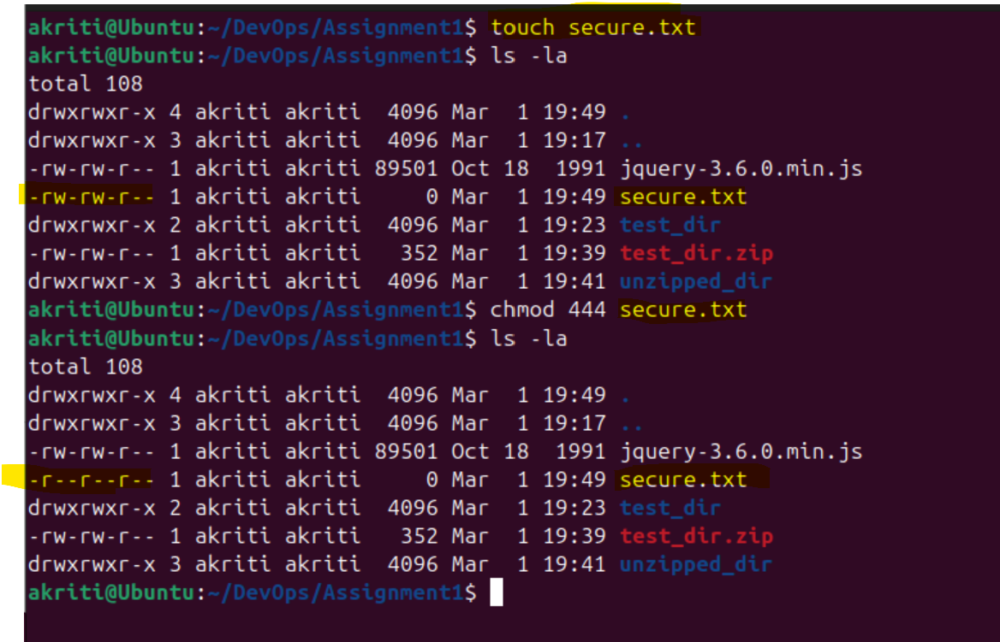 akriti@Ubuntu:~/DevOps/Assignment1$ touch secure.txt
akriti@Ubuntu:~/DevOps/Assignment1$ ls -la
total 108
drwxrwxr-x 4 akriti akriti  4096 Mar  1 19:49 .
drwxrwxr-x 3 akriti akriti  4096 Mar  1 19:17 ..
-rw-rw-r-- 1 akriti akriti 89501 Oct 18  1991 jquery-3.6.0.min.js
-rw-rw-r-- 1 akriti akriti     0 Mar  1 19:49 secure.txt
drwxrwxr-x 2 akriti akriti  4096 Mar  1 19:23 test_dir
-rw-rw-r-- 1 akriti akriti   352 Mar  1 19:39 test_dir.zip
drwxrwxr-x 3 akriti akriti  4096 Mar  1 19:41 unzipped_dir
akriti@Ubuntu:~/DevOps/Assignment1$ chmod 444 secure.txt
akriti@Ubuntu:~/DevOps/Assignment1$ ls -la
total 108
drwxrwxr-x 4 akriti akriti  4096 Mar  1 19:49 .
drwxrwxr-x 3 akriti akriti  4096 Mar  1 19:17 ..
-rw-rw-r-- 1 akriti akriti 89501 Oct 18  1991 jquery-3.6.0.min.js
-r--r--r-- 1 akriti akriti     0 Mar  1 19:49 secure.txt
drwxrwxr-x 2 akriti akriti  4096 Mar  1 19:23 test_dir
-rw-rw-r-- 1 akriti akriti   352 Mar  1 19:39 test_dir.zip
drwxrwxr-x 3 akriti akriti  4096 Mar  1 19:41 unzipped_dir
akriti@Ubuntu:~/DevOps/Assignment1$